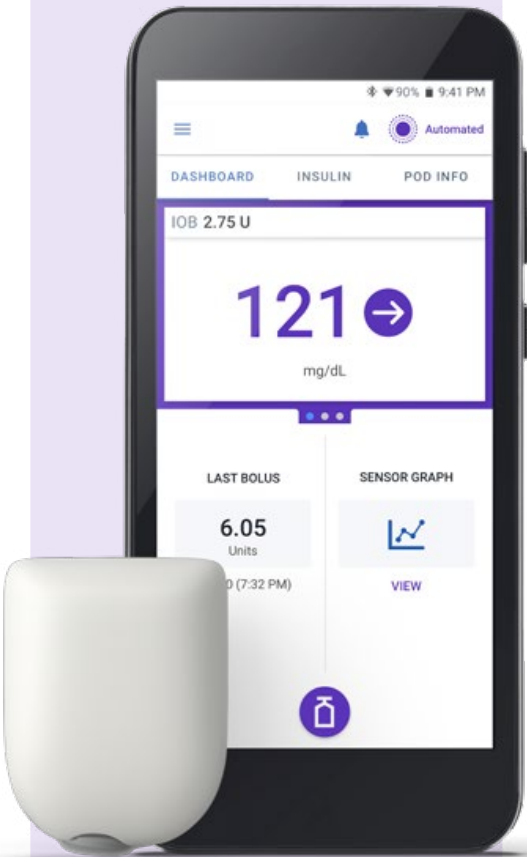 90% 9:41 PM
Automated
DASHBOARD INSULIN POD INFO
IOB 2.75 U
121
mg/dL
LAST BOLUS SENSOR GRAPH
6.05
Units
(7:32 PM) VIEW